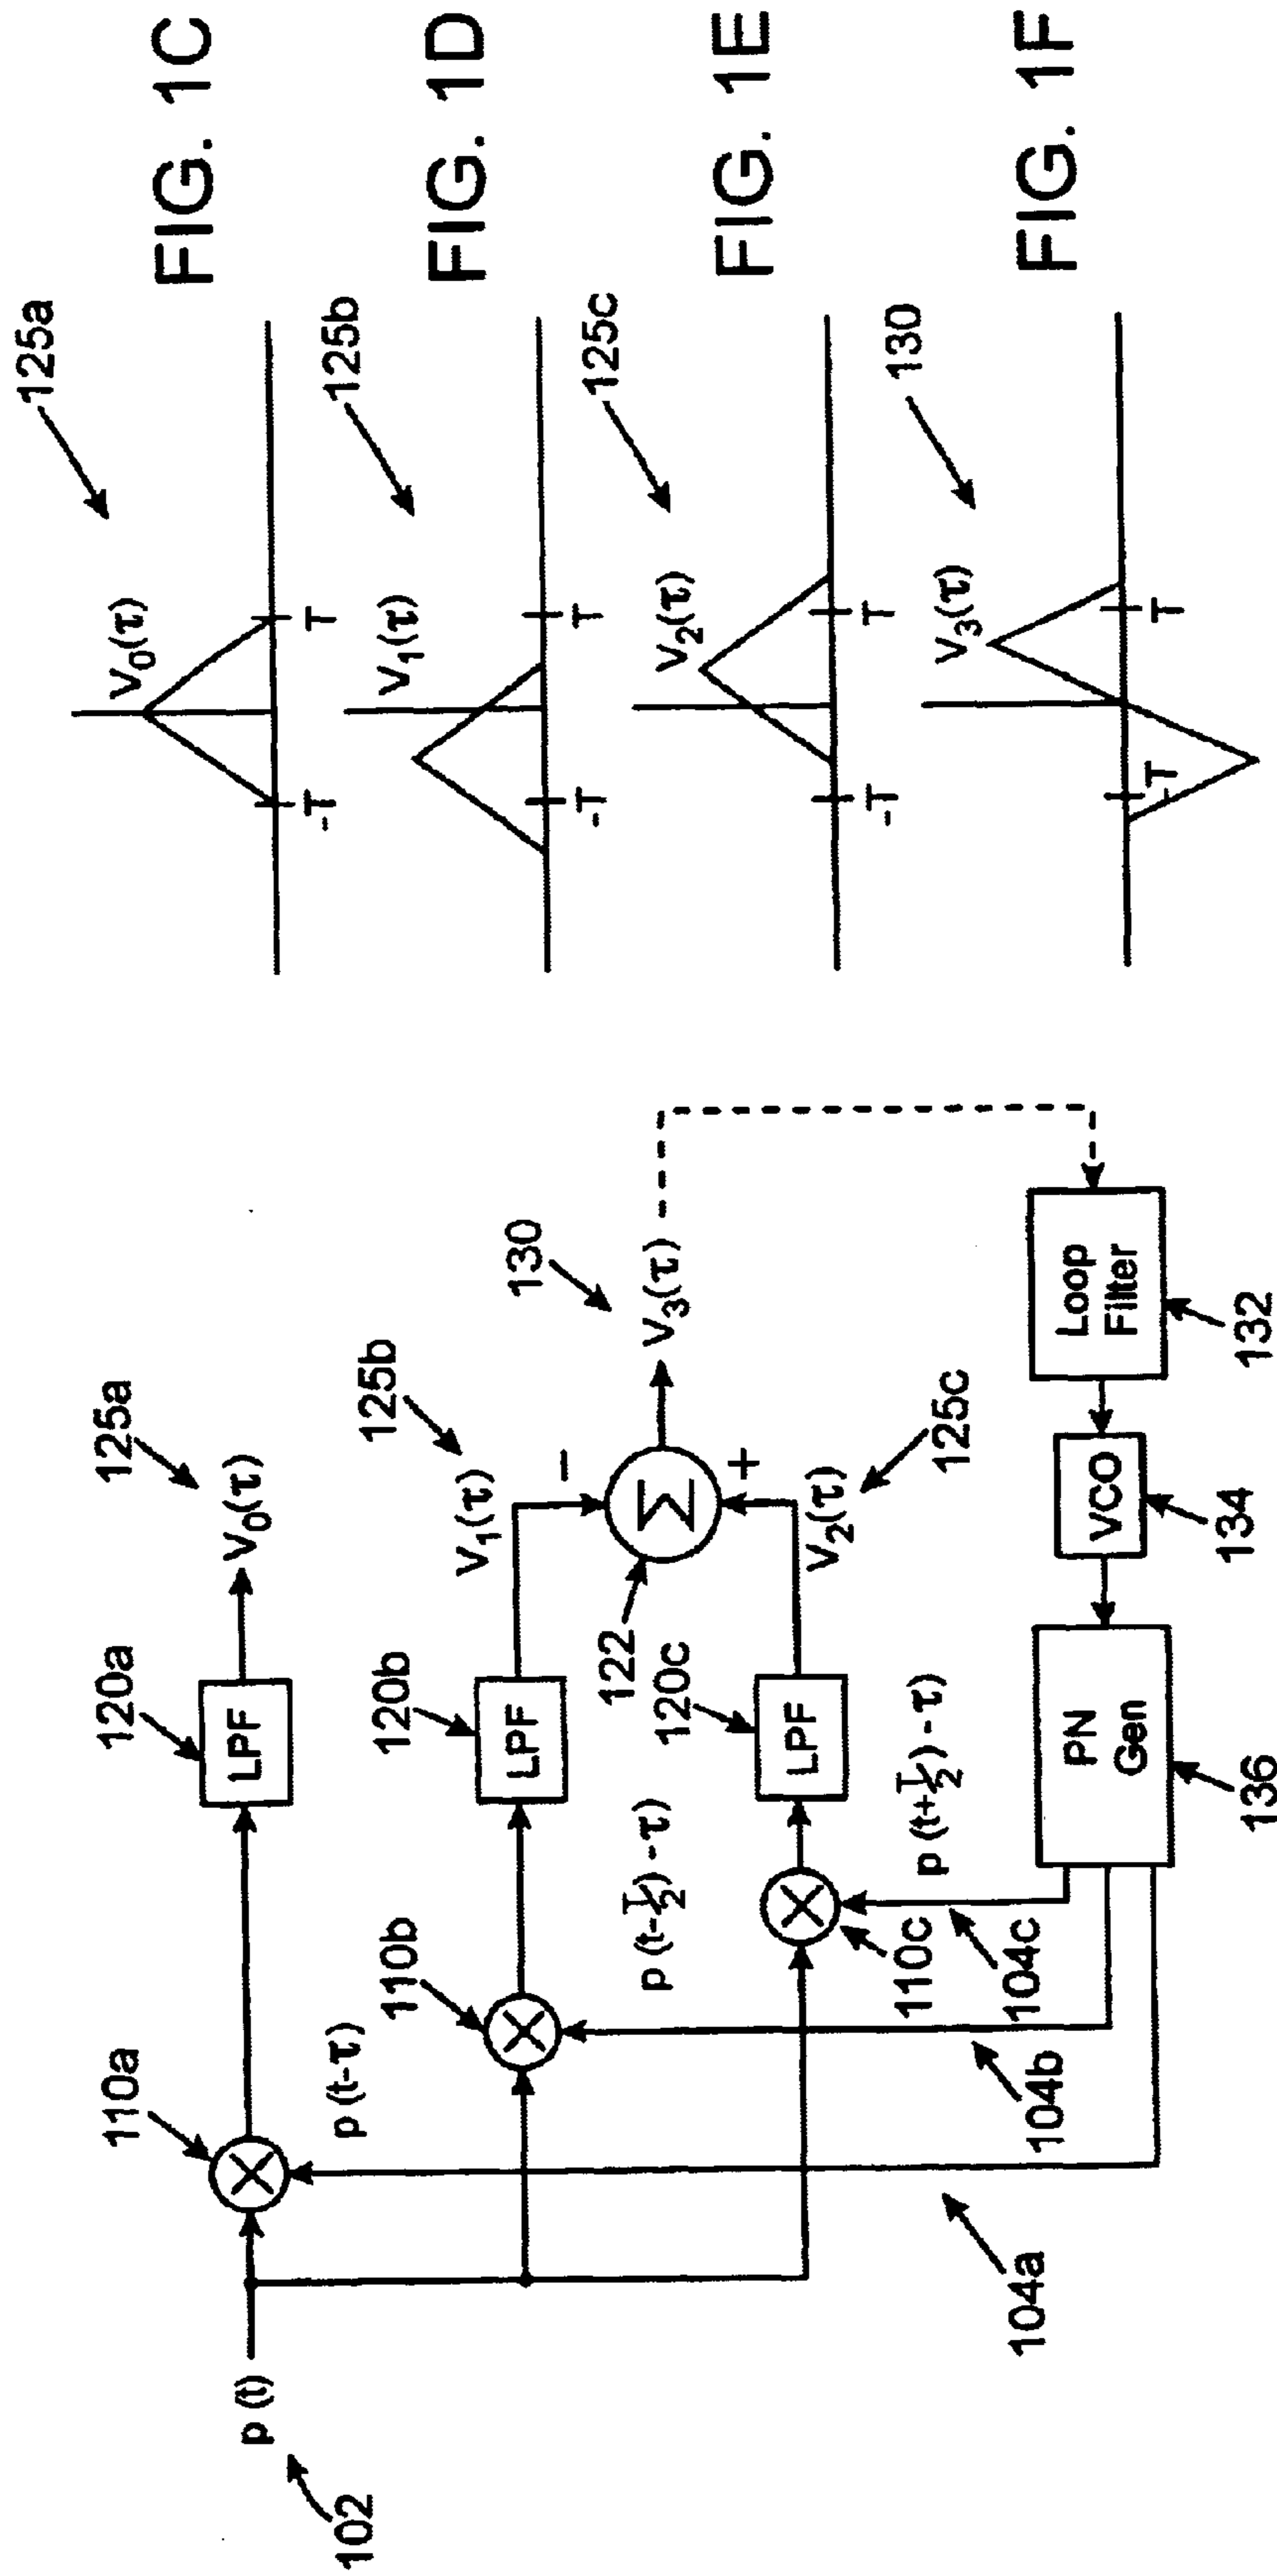 102
p (t)
110a
p (t-τ)
120a
LPF
125a
V₀(τ)
110b
p (t-T/2) -τ)
120b
LPF
V₁(τ)
125b
−
122
Σ
+
V₃(τ)
130
120c
LPF
V₂(τ)
125c
110c
p (t+T/2) -τ)
104a
104b
104c
PN
Gen
136
VCO
134
Loop
Filter
132
V₀(τ)
125a
-T
T
FIG. 1C
V₁(τ)
125b
-T
T
FIG. 1D
V₂(τ)
125c
-T
T
FIG. 1E
V₃(τ)
130
-T
T
FIG. 1F